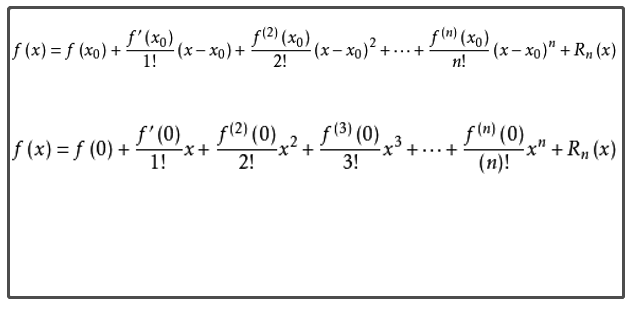 f (x) = f (x₀) + f′(x₀)/1! (x − x₀) + f⁽²⁾(x₀)/2! (x − x₀)² + ··· + f⁽ⁿ⁾(x₀)/n! (x − x₀)ⁿ + Rₙ(x)
f (x) = f (0) + f′(0)/1! x + f⁽²⁾(0)/2! x² + f⁽³⁾(0)/3! x³ + ··· + f⁽ⁿ⁾(0)/(n)! xⁿ + Rₙ(x)